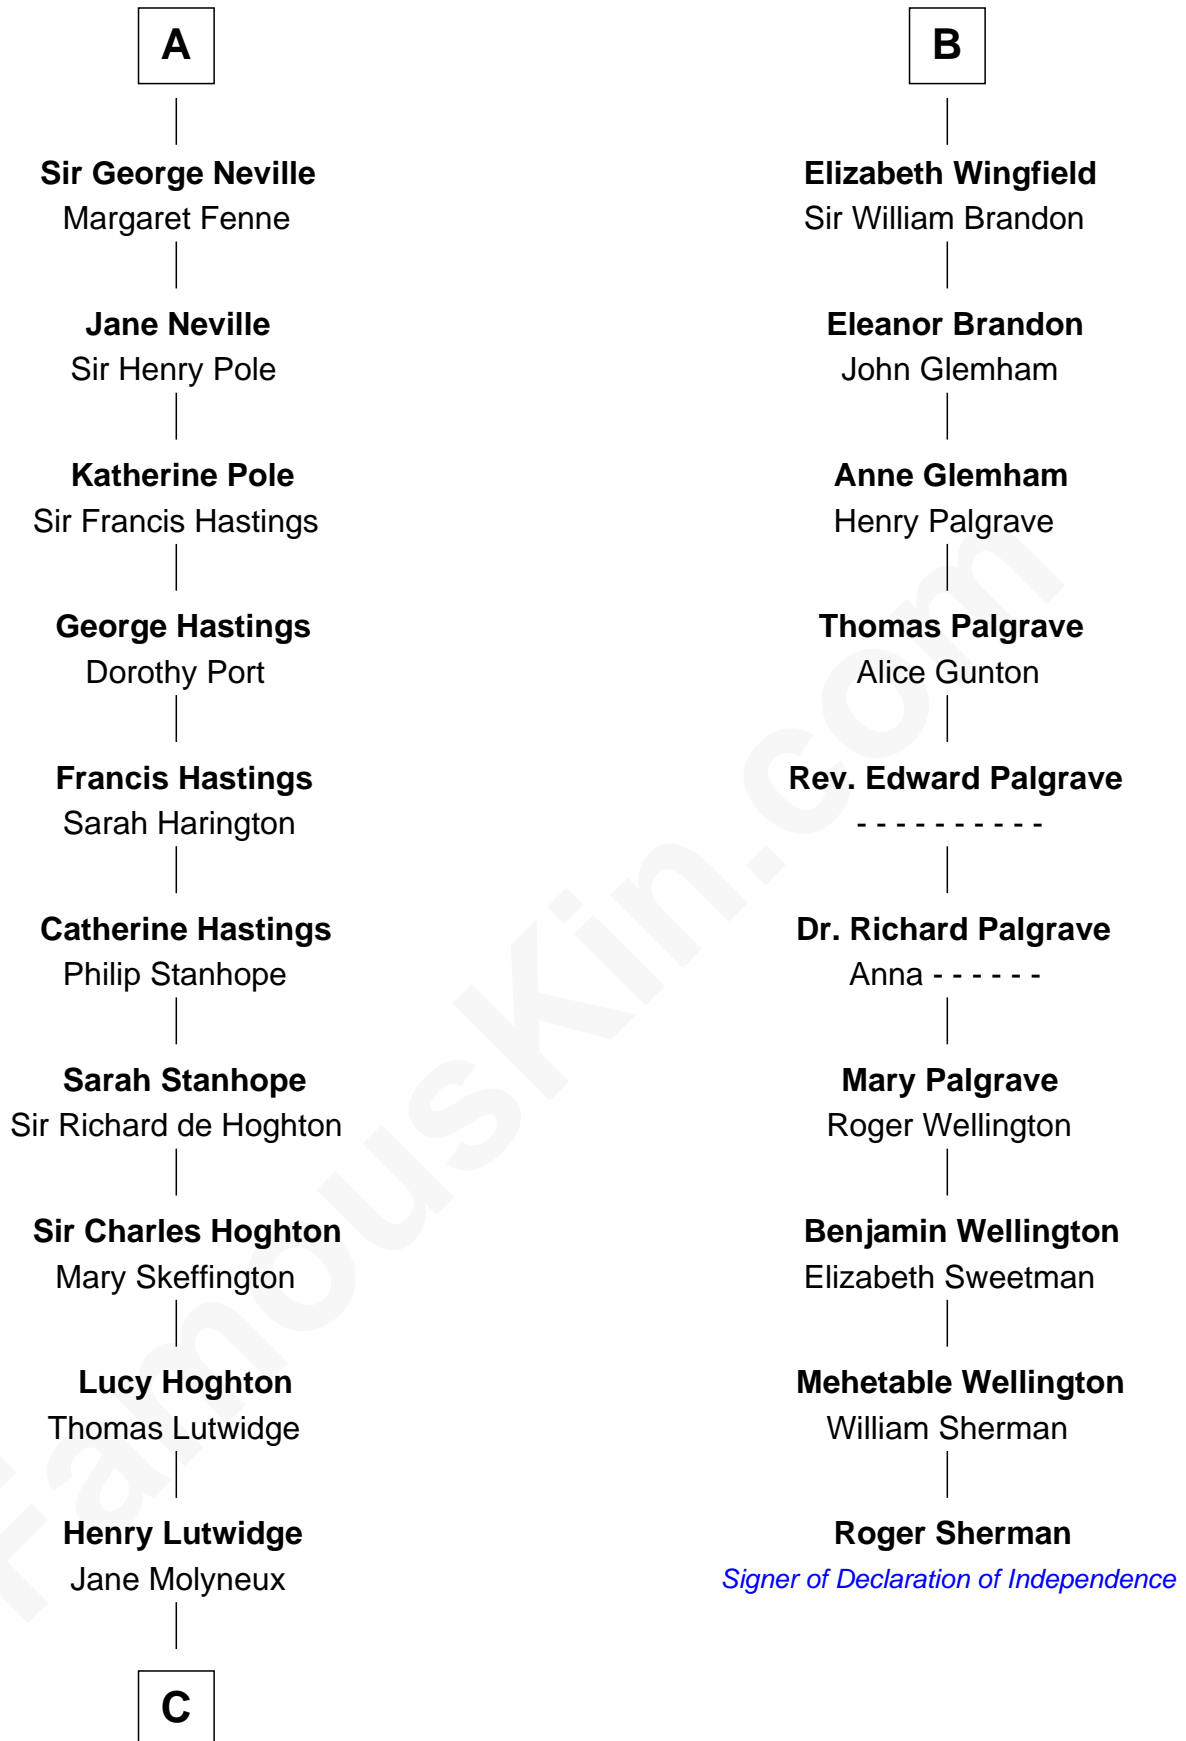 A
Sir George Neville
Margaret Fenne
Jane Neville
Sir Henry Pole
Katherine Pole
Sir Francis Hastings
George Hastings
Dorothy Port
Francis Hastings
Sarah Harington
Catherine Hastings
Philip Stanhope
Sarah Stanhope
Sir Richard de Hoghton
Sir Charles Hoghton
Mary Skeffington
Lucy Hoghton
Thomas Lutwidge
Henry Lutwidge
Jane Molyneux
C
B
Elizabeth Wingfield
Sir William Brandon
Eleanor Brandon
John Glemham
Anne Glemham
Henry Palgrave
Thomas Palgrave
Alice Gunton
Rev. Edward Palgrave
- - - - - - - - - -
Dr. Richard Palgrave
Anna - - - - - -
Mary Palgrave
Roger Wellington
Benjamin Wellington
Elizabeth Sweetman
Mehetable Wellington
William Sherman
Roger Sherman
Signer of Declaration of Independence
FamousKin.com